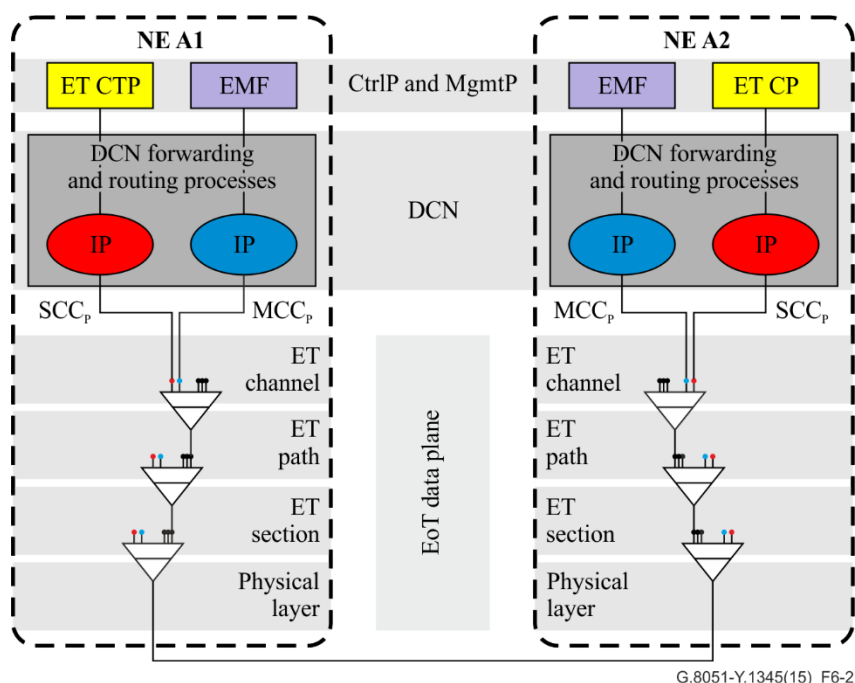 NE A1
NE A2
ET CTP
EMF
CtrlP and MgmtP
EMF
ET CP
DCN forwarding
and routing processes
DCN
DCN forwarding
and routing processes
IP
IP
IP
IP
SCCP
MCCP
MCCP
SCCP
ET
channel
ET
path
ET
section
Physical
layer
EoT data plane
ET
channel
ET
path
ET
section
Physical
layer
G.8051-Y.1345(15)_F6-2